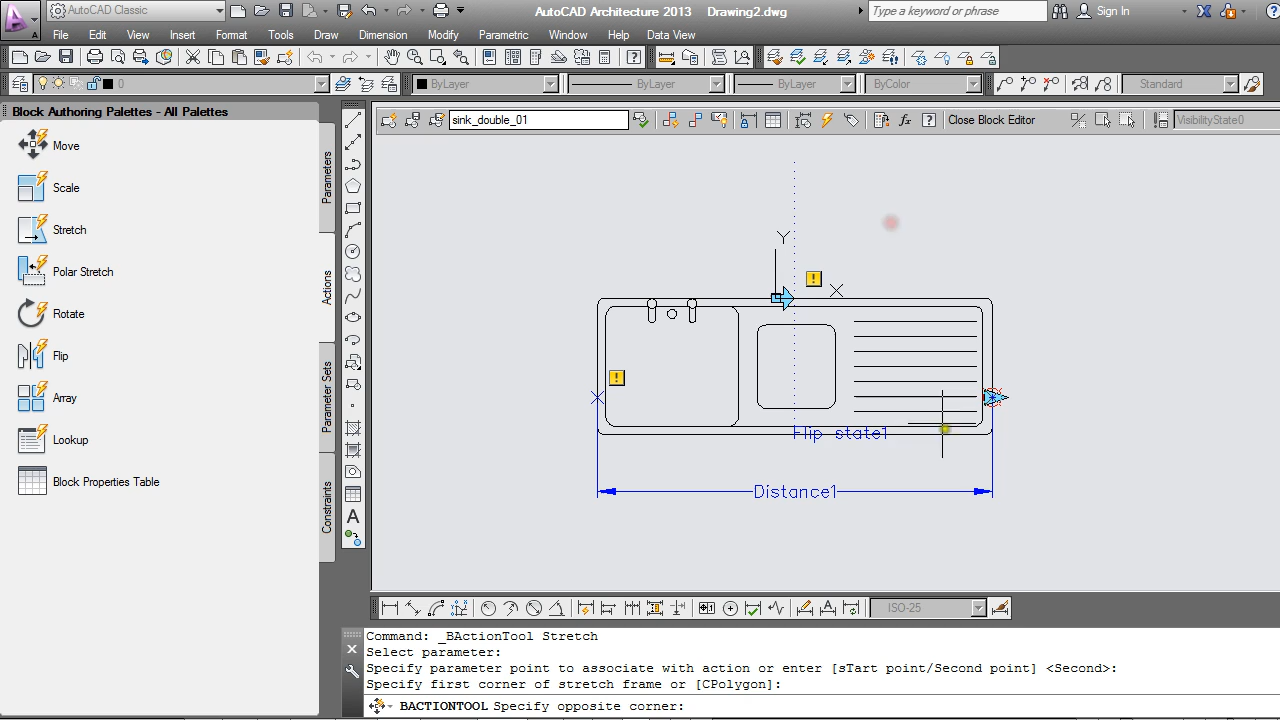 AutoCAD Classic
AutoCAD Architecture 2013 Drawing2.dwg
Type a keyword or phrase
Sign In
File Edit View Insert Format Tools Draw Dimension Modify Parametric Window Help Data View
0
ByLayer
ByLayer
ByLayer
ByColor
Standard
Block Authoring Palettes - All Palettes
Move
Scale
Stretch
Polar Stretch
Rotate
Flip
Array
Lookup
Block Properties Table
Parameters
Actions
Parameter Sets
Constraints
A
sink_double_01
fx
Close Block Editor
VisibilityState0
Y
X
Flip state1
Distance1
ISO-25
Command: _BActionTool Stretch
Select parameter:
Specify parameter point to associate with action or enter [sTart point/Second point] <Second>:
Specify first corner of stretch frame or [CPolygon]:
BACTIONTOOL Specify opposite corner: